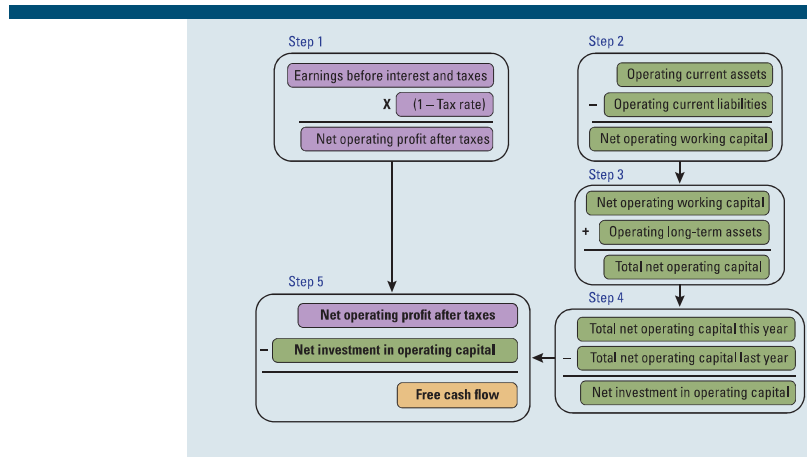 Step 1
Earnings before interest and taxes
X (1 – Tax rate)
Net operating profit after taxes
Step 2
Operating current assets
– Operating current liabilities
Net operating working capital
Step 3
Net operating working capital
+ Operating long-term assets
Total net operating capital
Step 4
Total net operating capital this year
– Total net operating capital last year
Net investment in operating capital
Step 5
Net operating profit after taxes
– Net investment in operating capital
Free cash flow